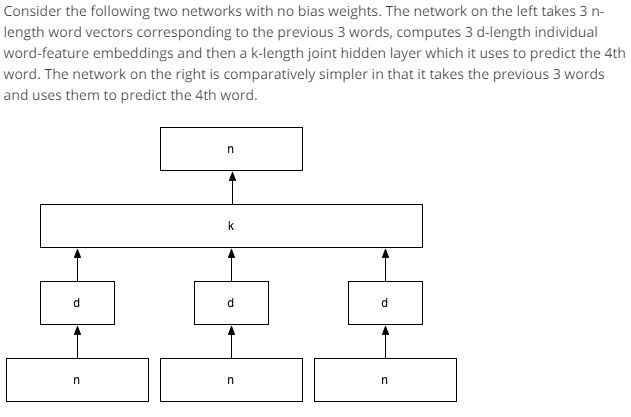 Consider the following two networks with no bias weights. The network on the left takes 3 n-
length word vectors corresponding to the previous 3 words, computes 3 d-length individual
word-feature embeddings and then a k-length joint hidden layer which it uses to predict the 4th
word. The network on the right is comparatively simpler in that it takes the previous 3 words
and uses them to predict the 4th word.
n
k
d d d
n n n